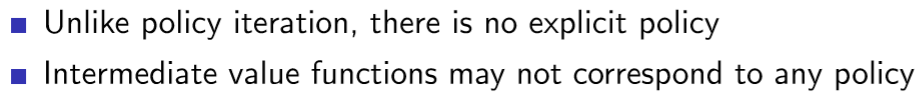 Unlike policy iteration, there is no explicit policy
Intermediate value functions may not correspond to any policy